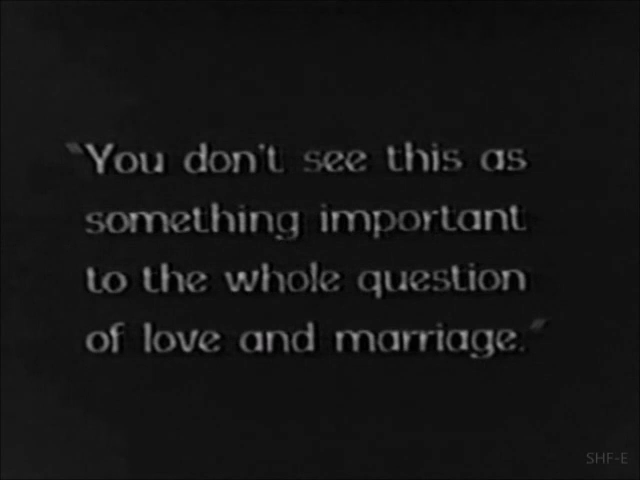 "You don't see this as
something important
to the whole question
of love and marriage."
SHF-E